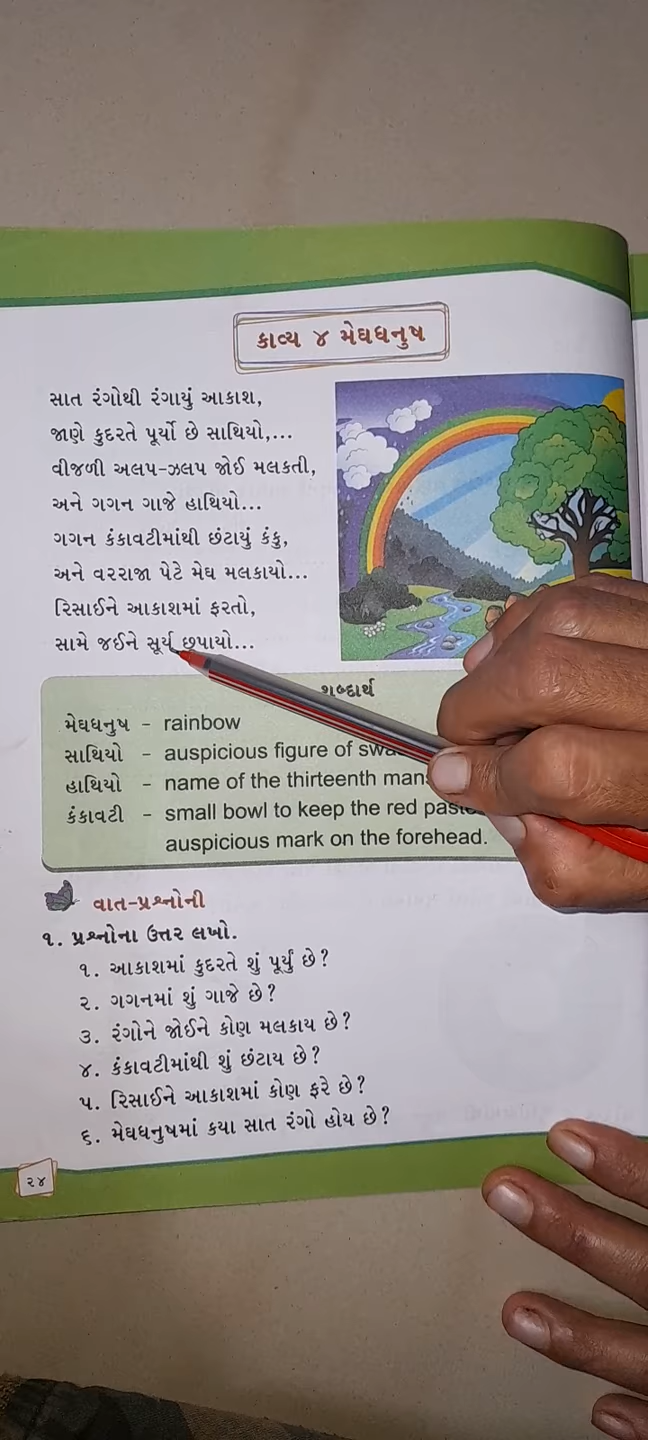 કાવ્ય ૪ મેઘધનુષ
સાત રંગોથી રંગાયું આકાશ,
જાણે કુદરતે પૂર્યો છે સાથિયો,...
વીજળી અલપ-ઝલપ જોઈ મલકતી,
અને ગગન ગાજે હાથિયો...
ગગન કંકાવટીમાંથી છંટાયું કંકુ,
અને વરરાજા પેટે મેઘ મલકાયો...
રિસાઈને આકાશમાં ફરતો,
સામે જઈને સૂર્ય છપાયો...
શબ્દાર્થ
મેઘધનુષ - rainbow
સાથિયો - auspicious figure of
હાથિયો - name of the thirteenth
કંકાવટી - small bowl to keep the red
auspicious mark on the forehead.
વાત-પ્રશ્નોની
૧. પ્રશ્નોના ઉત્તર લખો.
૧. આકાશમાં કુદરતે શું પૂર્યું છે?
૨. ગગનમાં શું ગાજે છે?
૩. રંગોને જોઈને કોણ મલકાય છે?
૪. કંકાવટીમાંથી શું છંટાય છે?
૫. રિસાઈને આકાશમાં કોણ ફરે છે?
૬. મેઘધનુષમાં કયા સાત રંગો હોય છે?
૨૪